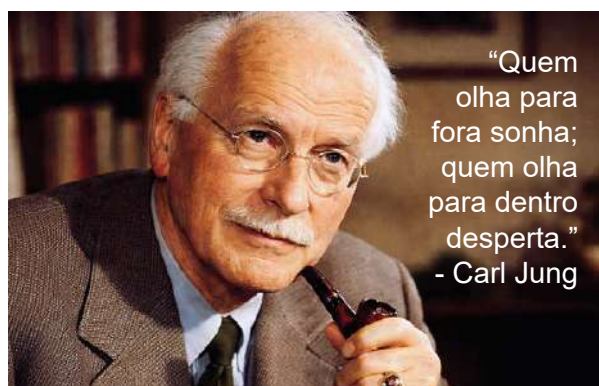 “Quem
olha para
fora sonha;
quem olha
para dentro
desperta.”
- Carl Jung